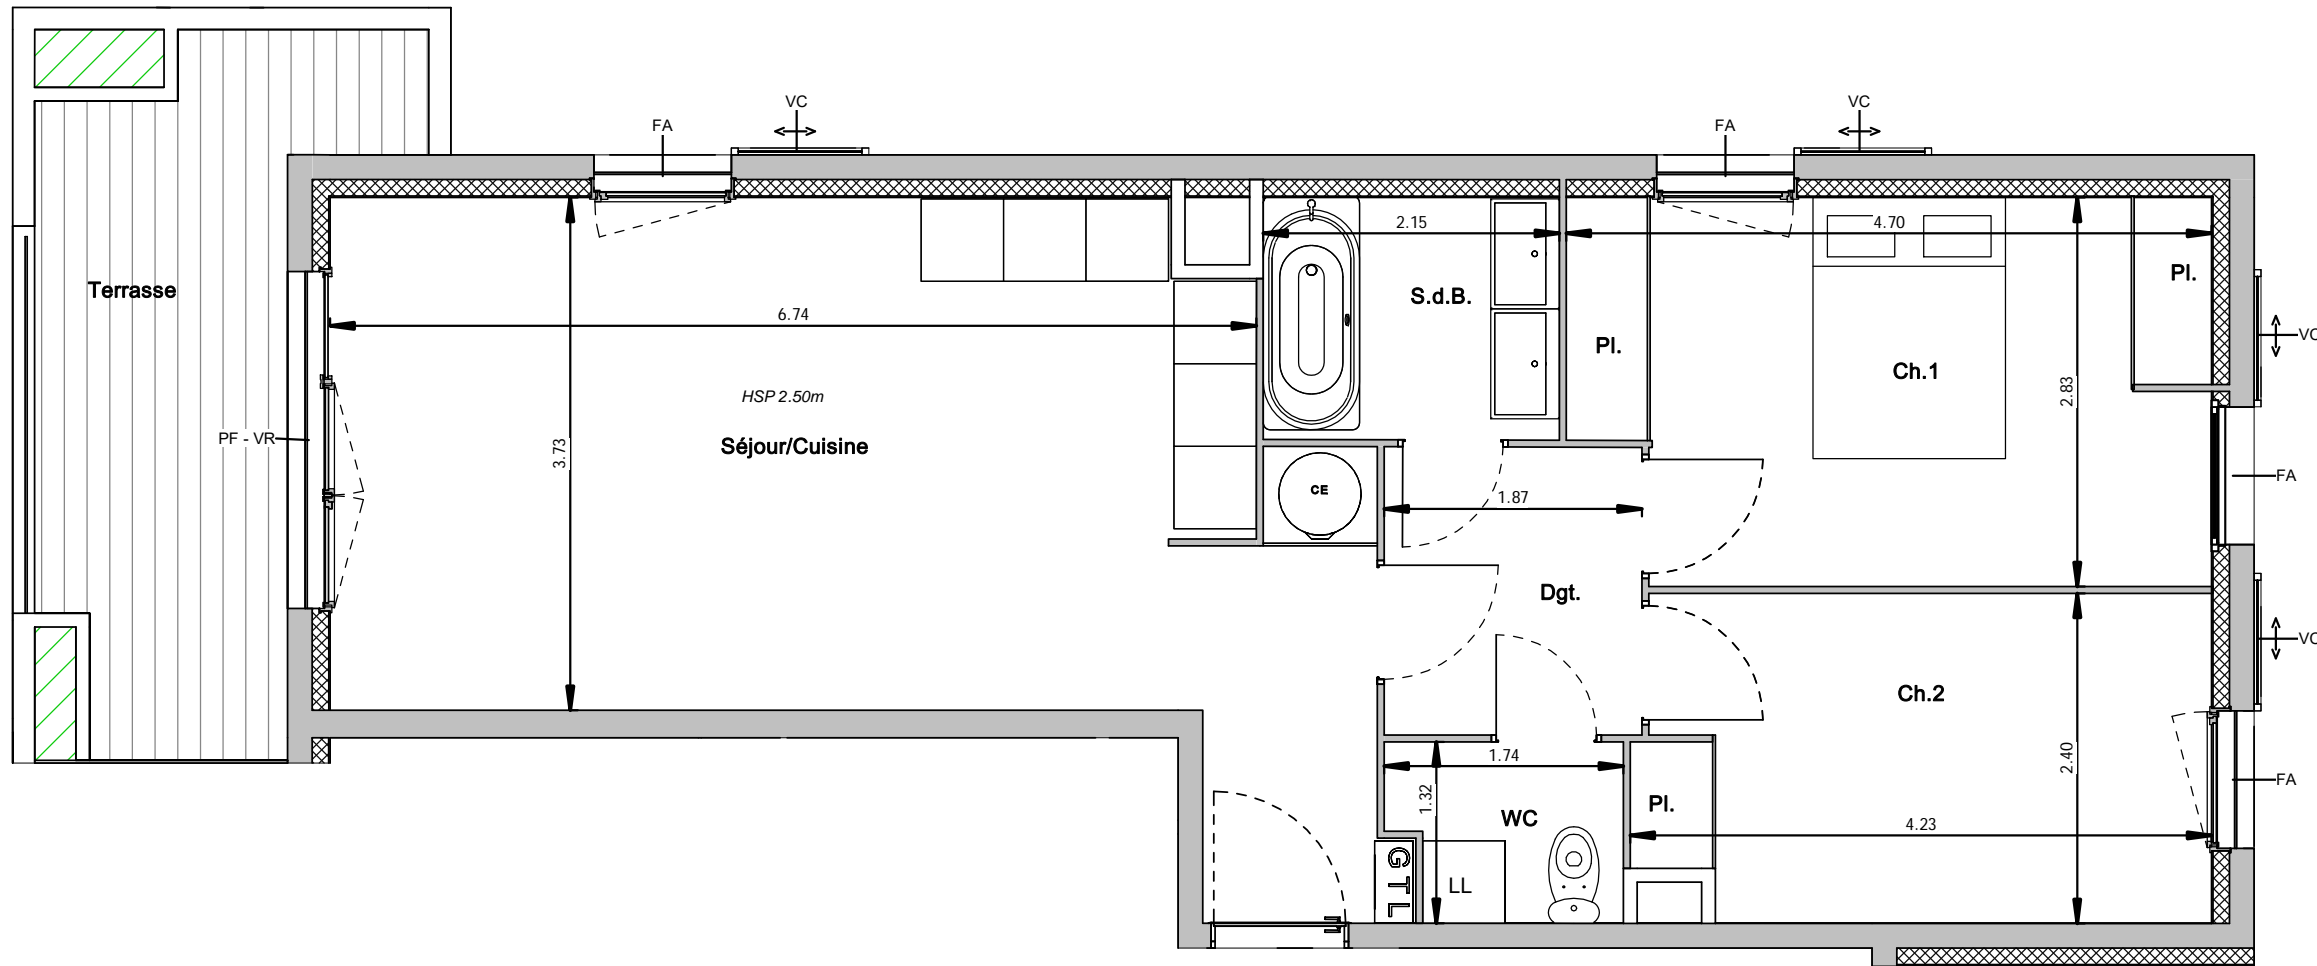 VC
VC
FA
FA
2.15
4.70
Pl.
Terrasse
S.d.B.
6.74
VC
Pl.
Ch.1
HSP 2.50m
2.83
PF - VR
Séjour/Cuisine
3.73
FA
CE
1.87
Dgt.
VC
Ch.2
1.74
2.40
FA
1.32
Pl.
WC
4.23
GTL
LL